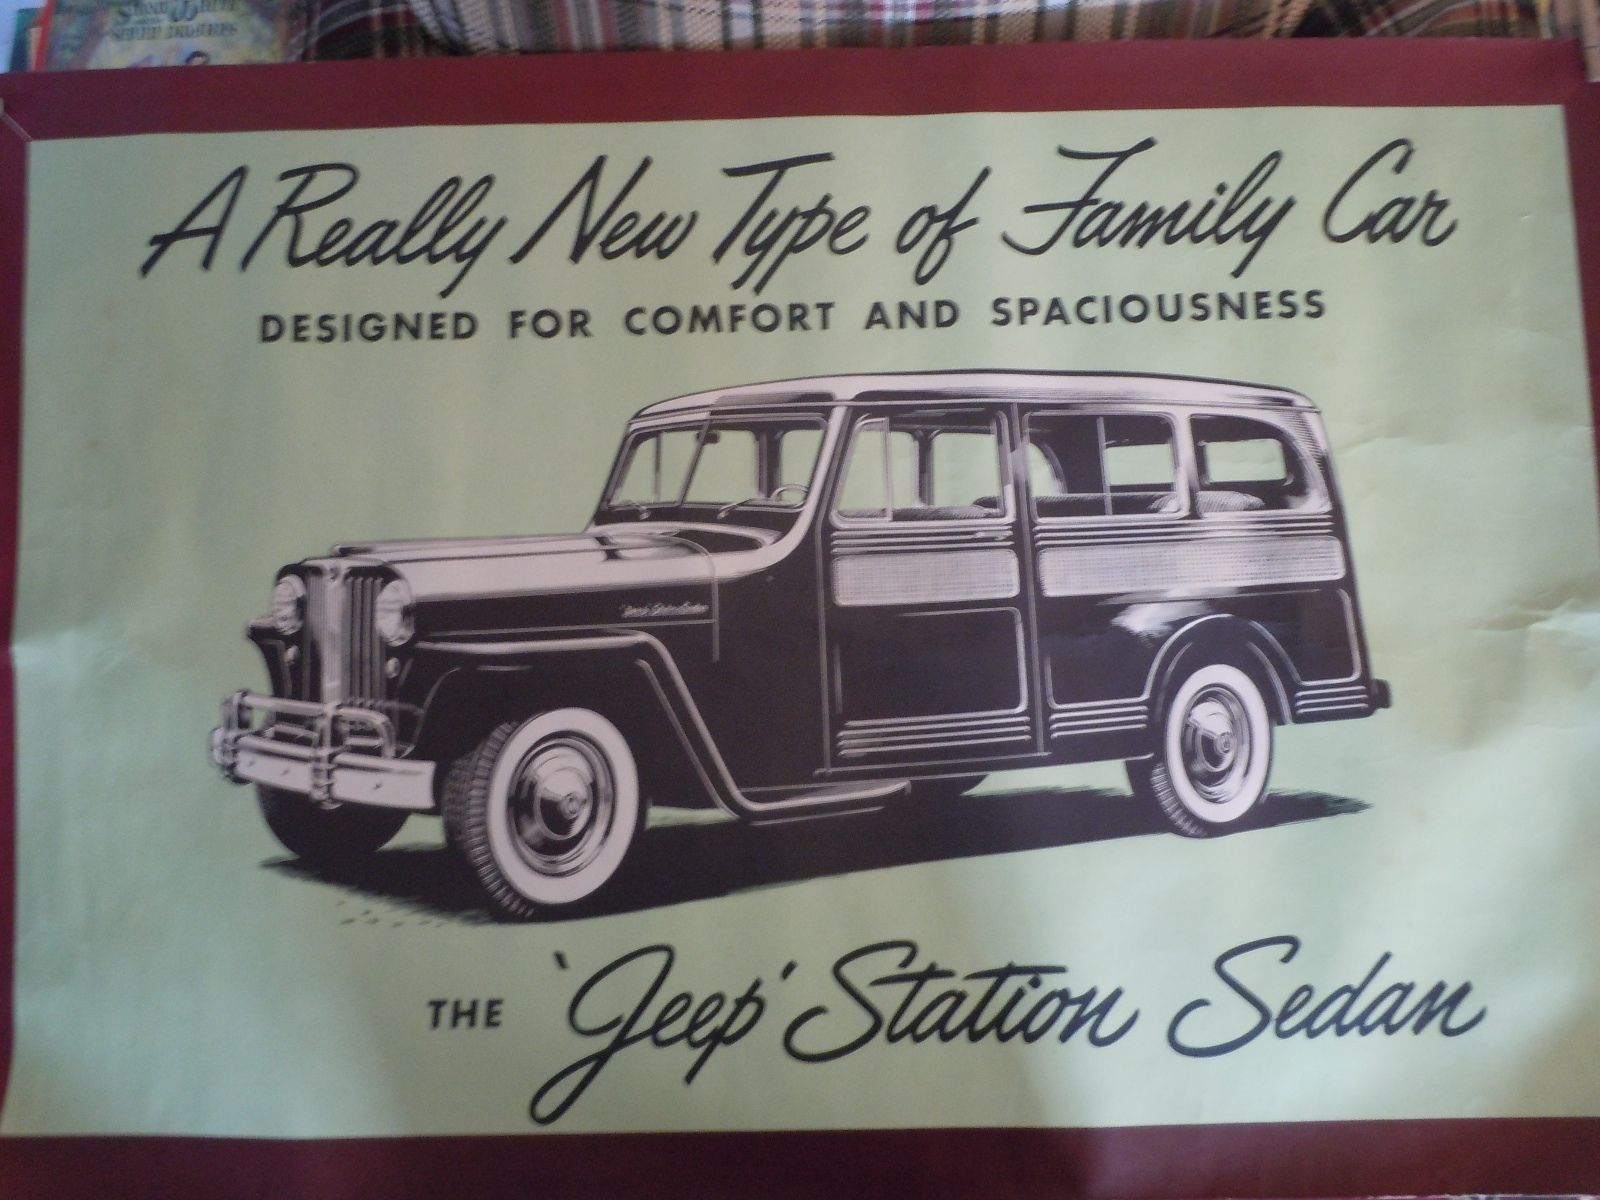 A Really New Type of Family Car
DESIGNED FOR COMFORT AND SPACIOUSNESS
THE 'Jeep' Station Sedan